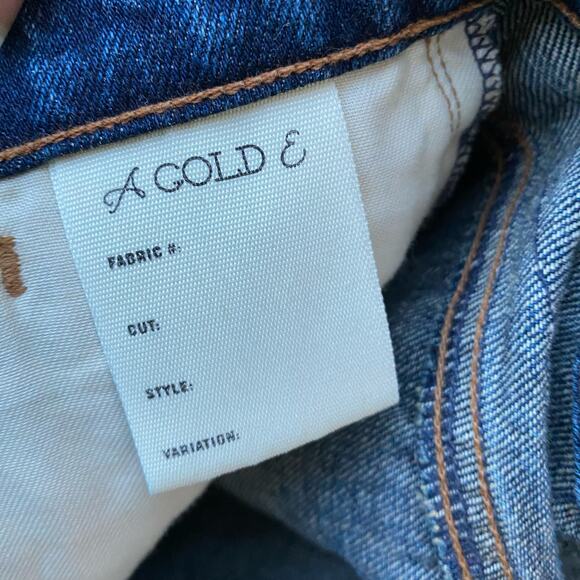 A GOLD E
FABRIC #:
CUT:
STYLE:
VARIATION: